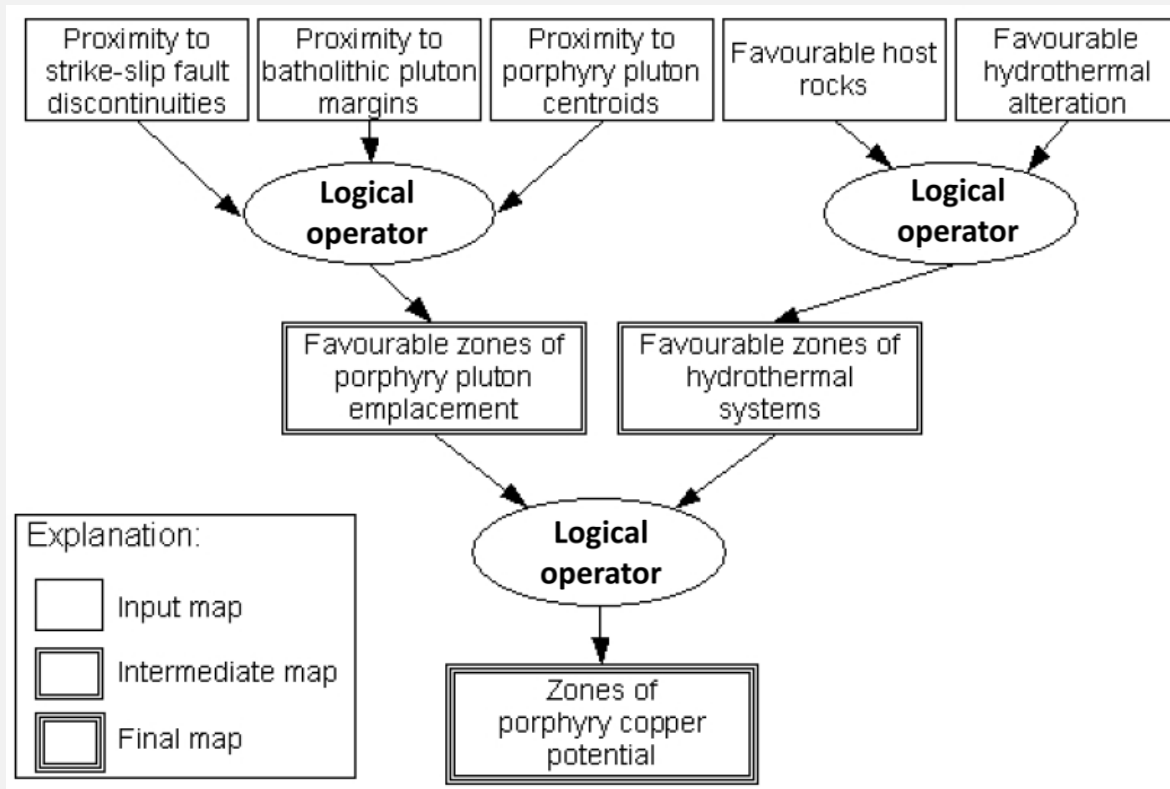 Proximity to
strike-slip fault
discontinuities
Proximity to
batholithic pluton
margins
Proximity to
porphyry pluton
centroids
Favourable host
rocks
Favourable
hydrothermal
alteration
Logical
operator
Logical
operator
Favourable zones of
porphyry pluton
emplacement
Favourable zones of
hydrothermal
systems
Logical
operator
Explanation:
Input map
Intermediate map
Final map
Zones of
porphyry copper
potential